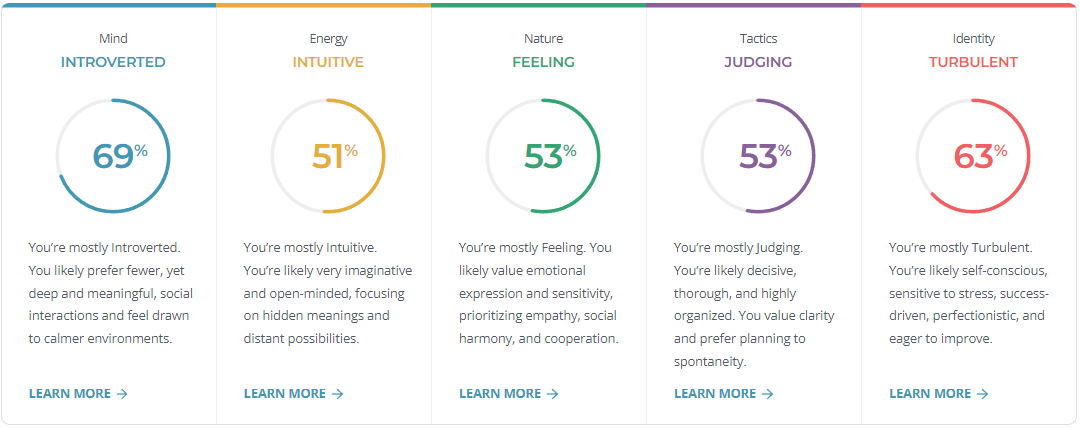 Mind
INTROVERTED
69%
You’re mostly Introverted.
You likely prefer fewer, yet
deep and meaningful, social
interactions and feel drawn
to calmer environments.
LEARN MORE →
Energy
INTUITIVE
51%
You’re mostly Intuitive.
You’re likely very imaginative
and open-minded, focusing
on hidden meanings and
distant possibilities.
LEARN MORE →
Nature
FEELING
53%
You’re mostly Feeling. You
likely value emotional
expression and sensitivity,
prioritizing empathy, social
harmony, and cooperation.
LEARN MORE →
Tactics
JUDGING
53%
You’re mostly Judging.
You’re likely decisive,
thorough, and highly
organized. You value clarity
and prefer planning to
spontaneity.
LEARN MORE →
Identity
TURBULENT
63%
You’re mostly Turbulent.
You’re likely self-conscious,
sensitive to stress, success-
driven, perfectionistic, and
eager to improve.
LEARN MORE →